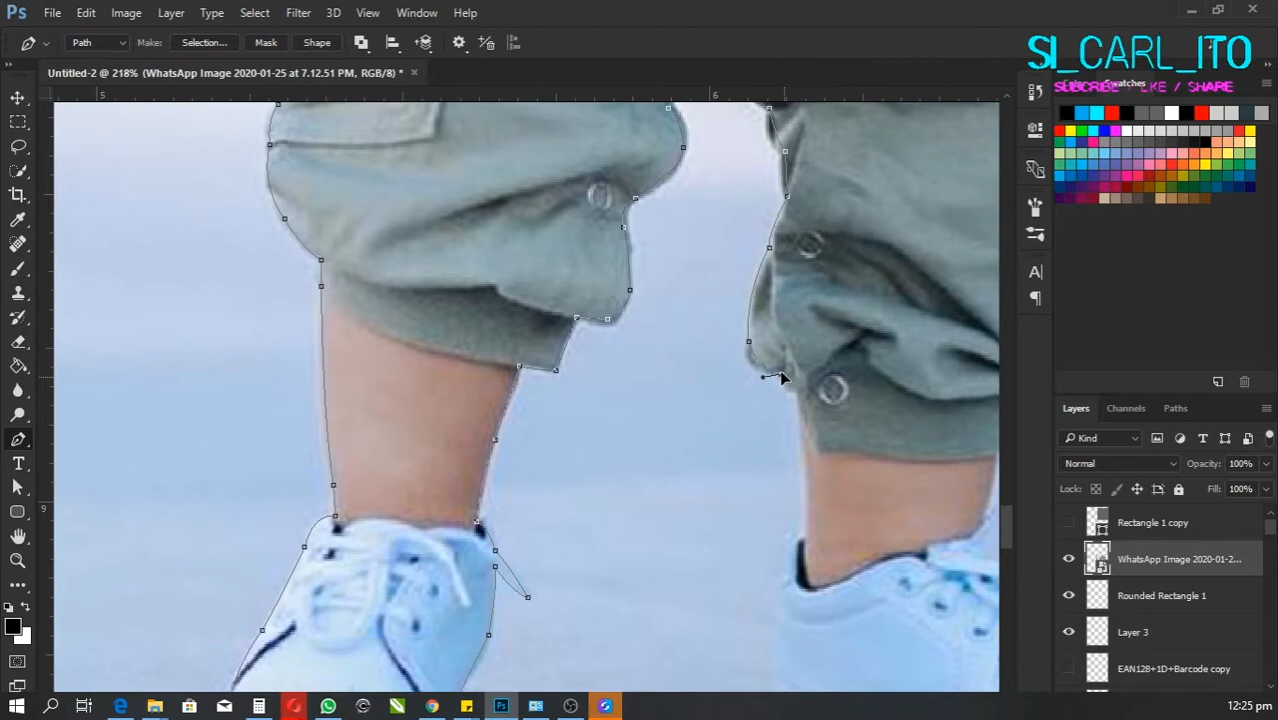 Ps File Edit Image Layer Type Select Filter 3D View Window Help
Path Make: Selection... Mask Shape
SI_CARL_ITO
SUBSCRIBE / LIKE / SHARE
Untitled-2 @ 218% (WhatsApp Image 2020-01-25 at 7.12.51 PM, RGB/8) *
Swatches
5
6
9
Layers Channels Paths
Kind
Normal Opacity: 100%
Lock: Fill: 100%
Rectangle 1 copy
WhatsApp Image 2020-01-2...
Rounded Rectangle 1
Layer 3
EAN128+1D+Barcode copy
12:25 pm